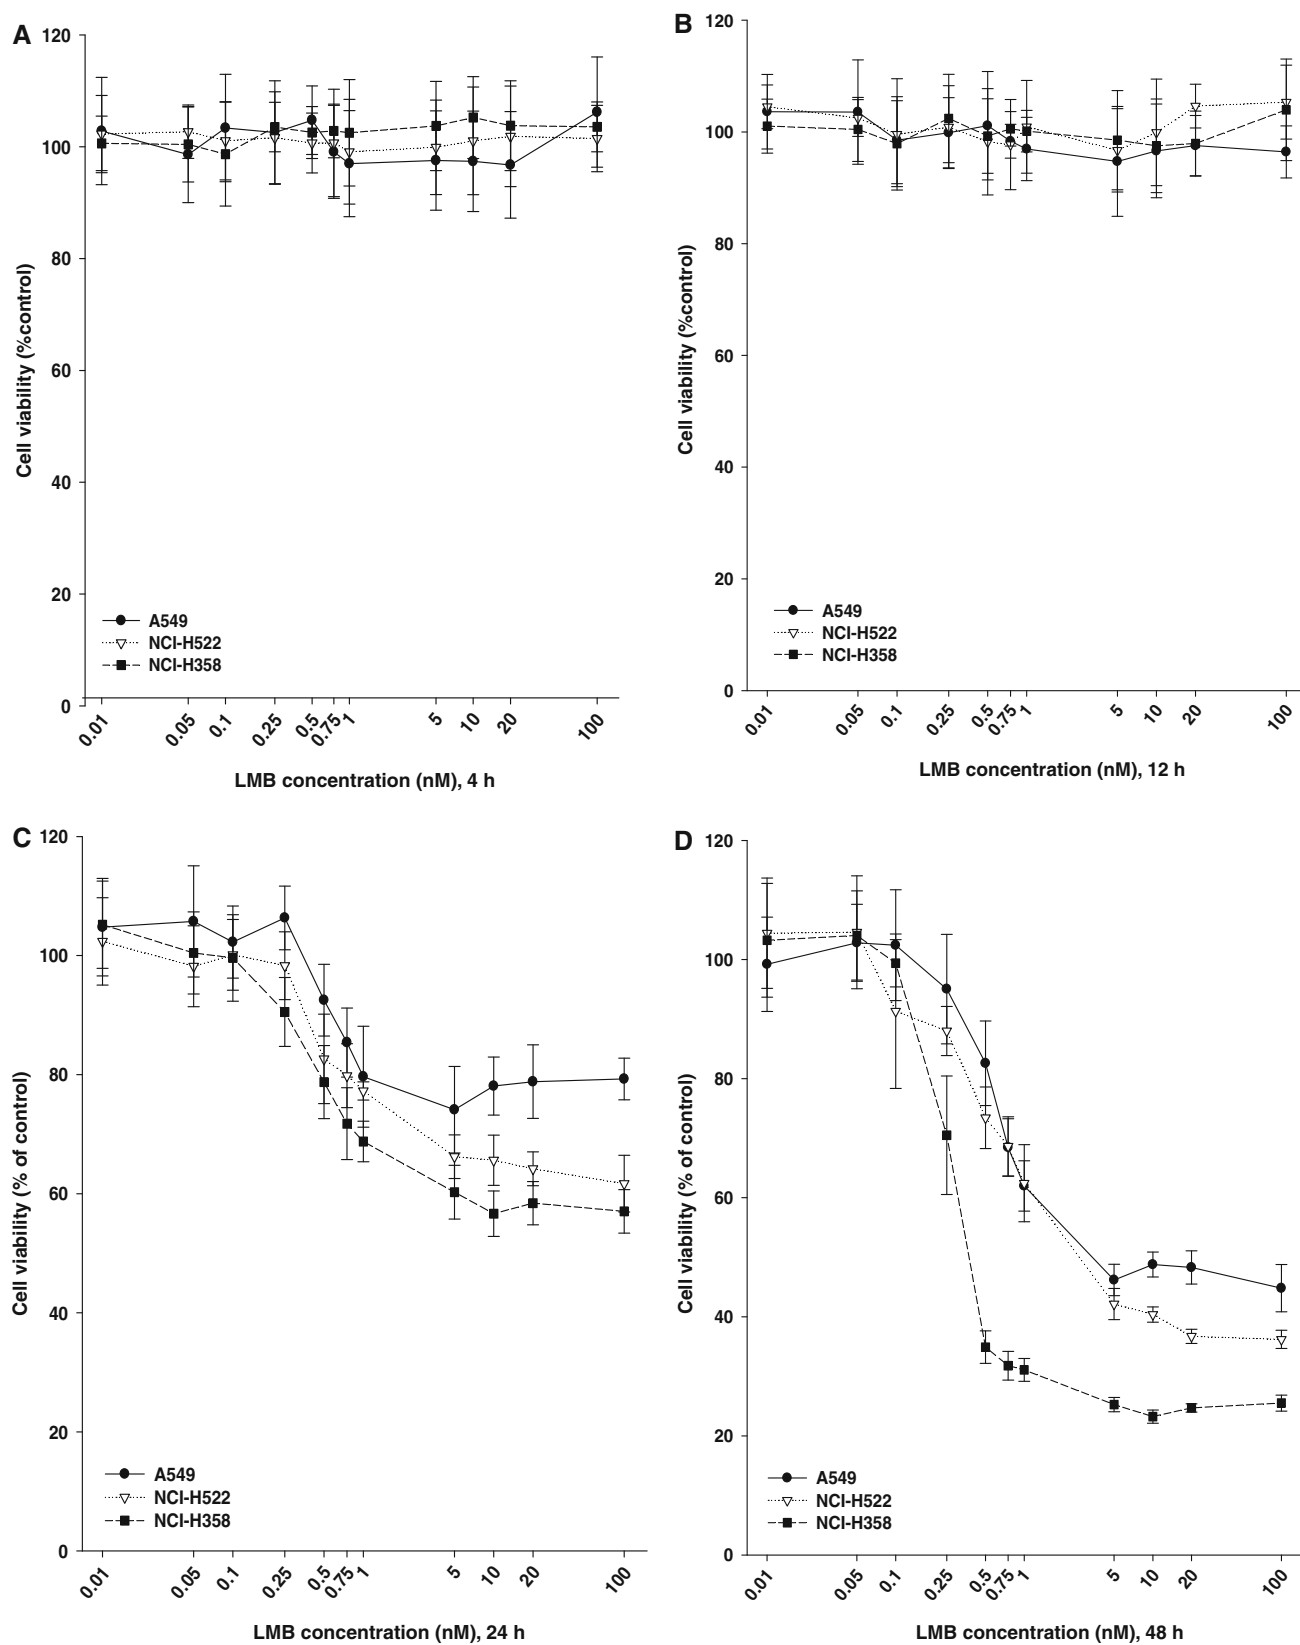 A
120
100
80
60
40
20
0
Cell viability (%control)
A549
NCI-H522
NCI-H358
0.01 0.05 0.1 0.25 0.5 0.75 1 5 10 20 100
LMB concentration (nM), 4 h
B
120
100
80
60
40
20
0
Cell viability (%control)
A549
NCI-H522
NCI-H358
0.01 0.05 0.1 0.25 0.5 0.75 1 5 10 20 100
LMB concentration (nM), 12 h
C
120
100
80
60
40
20
0
Cell viability (% of control)
A549
NCI-H522
NCI-H358
0.01 0.05 0.1 0.25 0.5 0.75 1 5 10 20 100
LMB concentration (nM), 24 h
D
120
100
80
60
40
20
0
Cell viability (% of control)
A549
NCI-H522
NCI-H358
0.01 0.05 0.1 0.25 0.5 0.75 1 5 10 20 100
LMB concentration (nM), 48 h